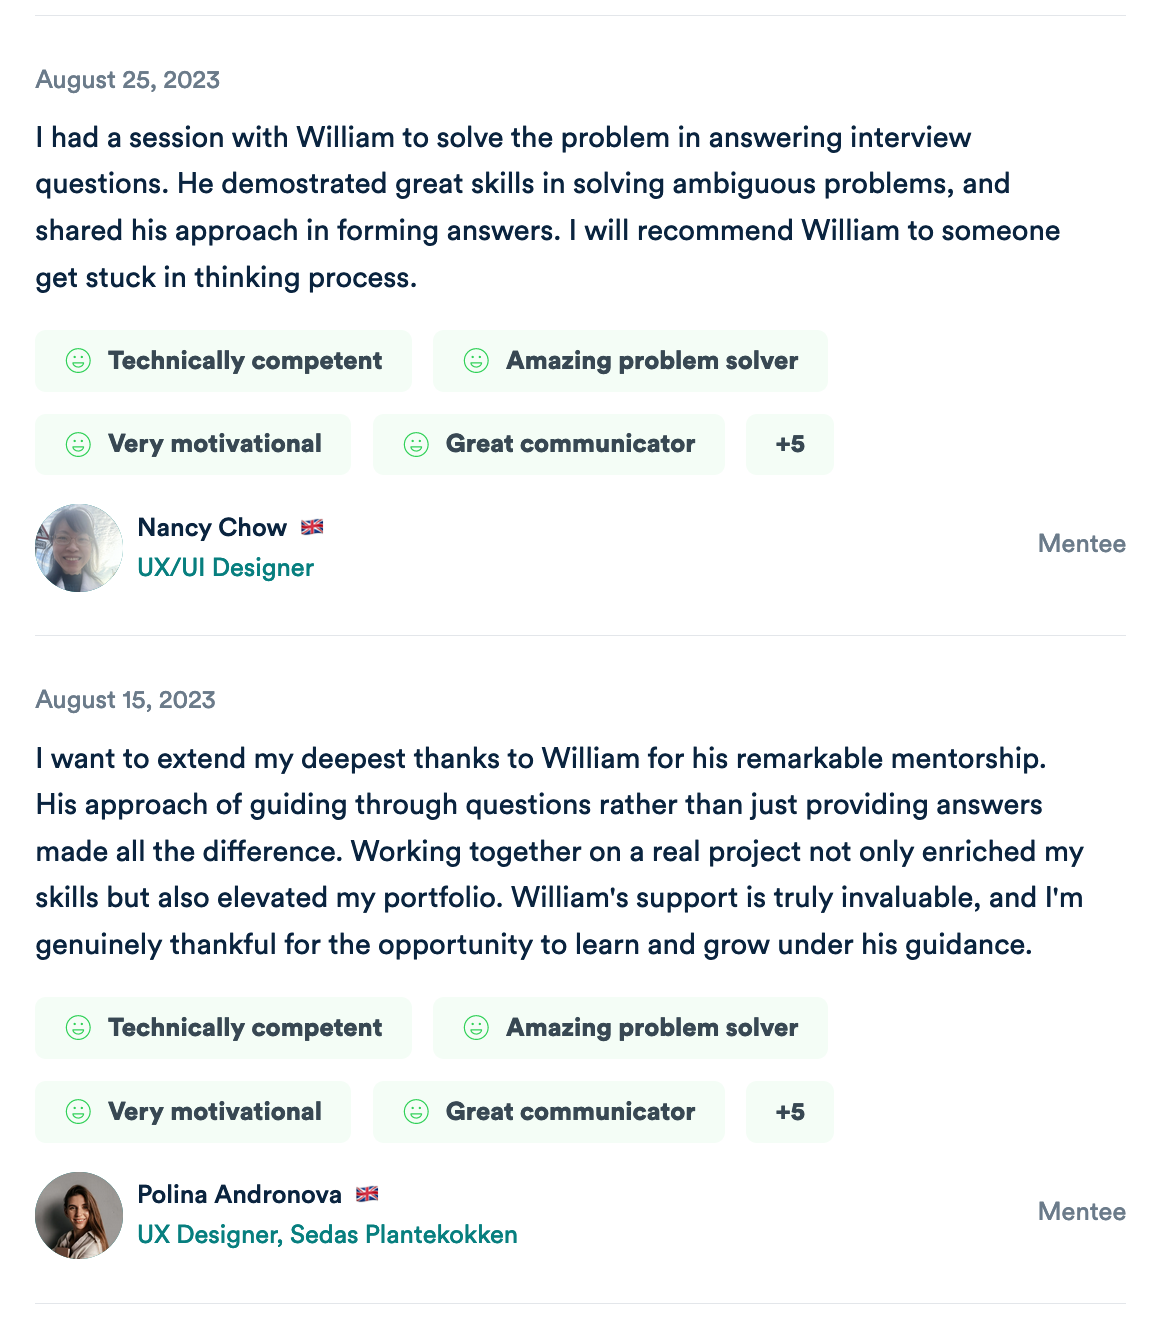 August 25, 2023
I had a session with William to solve the problem in answering interview
questions. He demostrated great skills in solving ambiguous problems, and
shared his approach in forming answers. I will recommend William to someone
get stuck in thinking process.
Technically competent
Amazing problem solver
Very motivational
Great communicator
+5
Nancy Chow
UX/UI Designer
Mentee
August 15, 2023
I want to extend my deepest thanks to William for his remarkable mentorship.
His approach of guiding through questions rather than just providing answers
made all the difference. Working together on a real project not only enriched my
skills but also elevated my portfolio. William's support is truly invaluable, and I'm
genuinely thankful for the opportunity to learn and grow under his guidance.
Technically competent
Amazing problem solver
Very motivational
Great communicator
+5
Polina Andronova
UX Designer, Sedas Plantekokken
Mentee